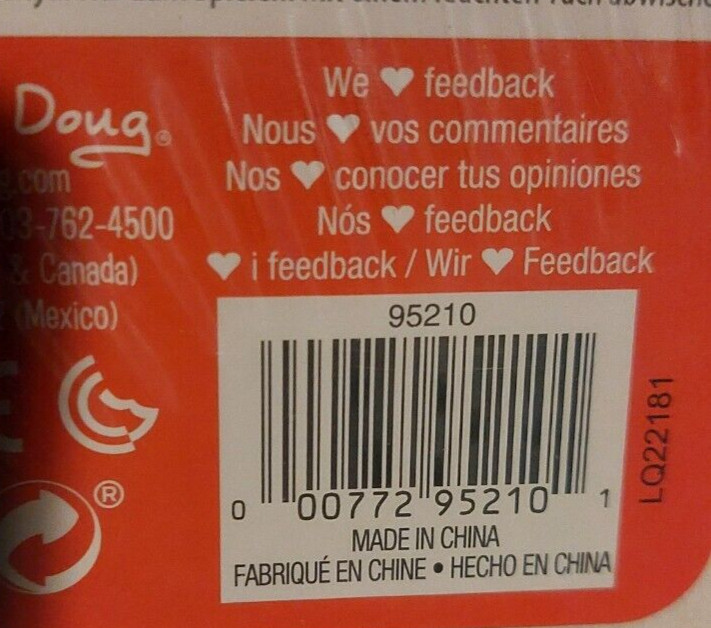 Doug®
.com
03-762-4500
& Canada)
(Mexico)
We ♥ feedback
Nous ♥ vos commentaires
Nos ♥ conocer tus opiniones
Nós ♥ feedback
♥ i feedback / Wir ♥ Feedback
95210
0 00772 95210 1
MADE IN CHINA
FABRIQUÉ EN CHINE • HECHO EN CHINA
LQ22181
®